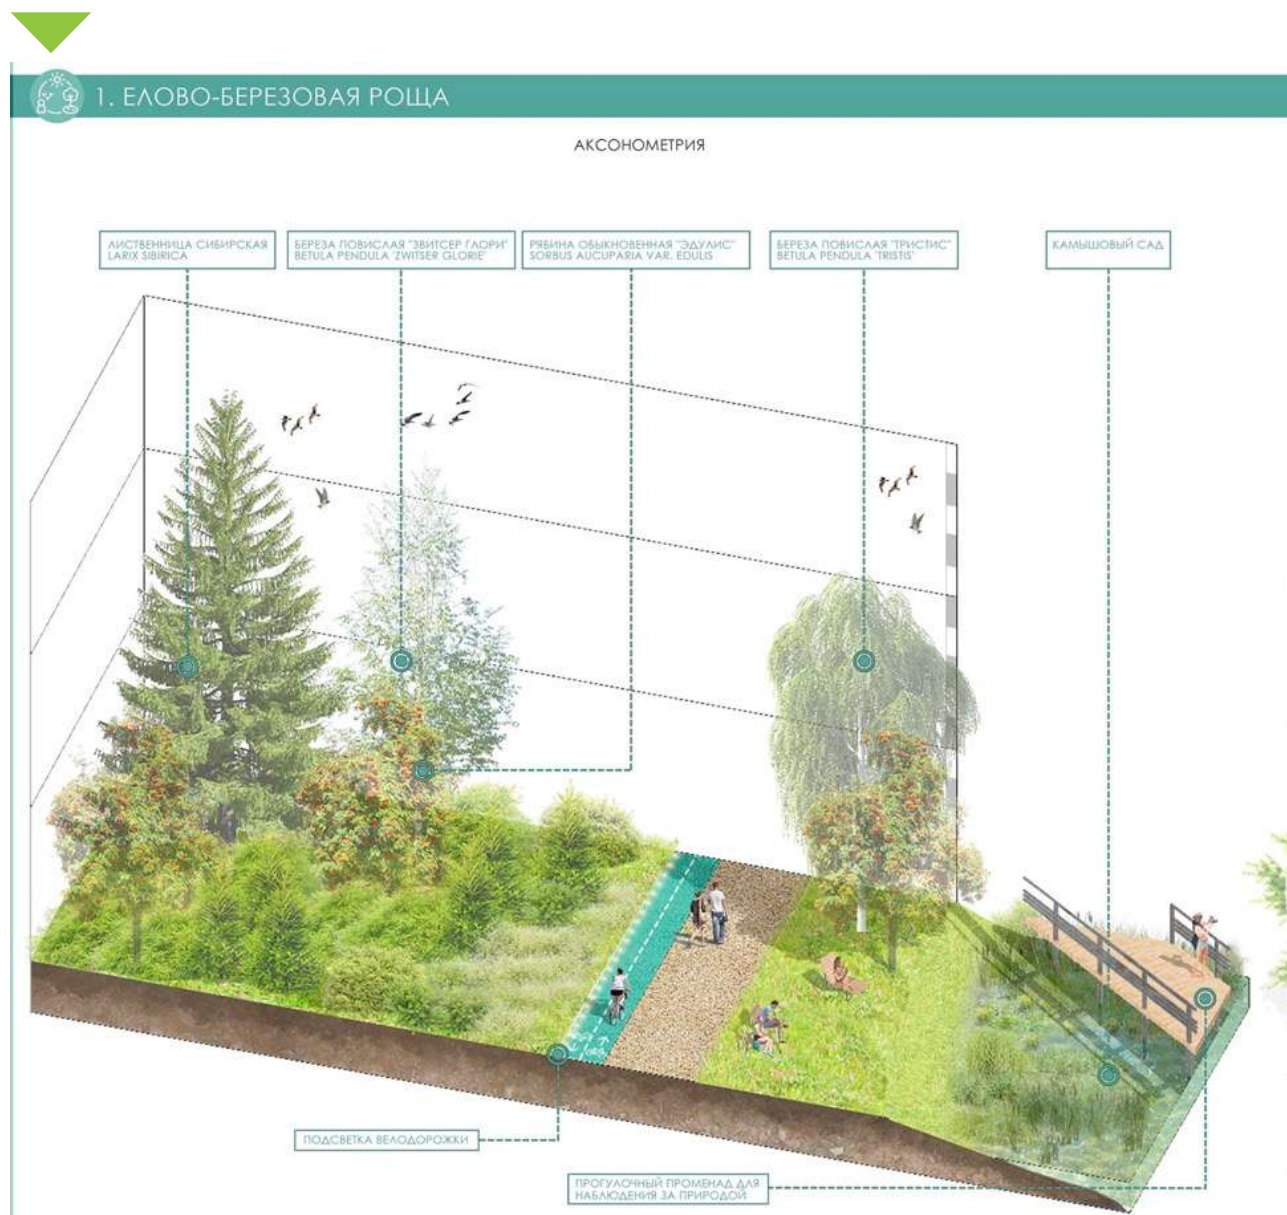 1. ЕЛОВО-БЕРЕЗОВАЯ РОЩА
АКСОНОМЕТРИЯ
ЛИСТВЕННИЦА СИБИРСКАЯ
LARIX SIBIRICA
БЕРЕЗА ПОВИСЛАЯ "ЗВИТСЕР ГЛОРИ"
BETULA PENDULA 'ZWITSER GLORIE'
РЯБИНА ОБЫКНОВЕННАЯ "ЭДУЛИС"
SORBUS AUCUPARIA VAR. EDULIS
БЕРЕЗА ПОВИСЛАЯ "ТРИСТИС"
BETULA PENDULA 'TRISTIS'
КАМЫШОВЫЙ САД
ПОДСВЕТКА ВЕЛОДОРОЖКИ
ПРОГУЛОЧНЫЙ ПРОМЕНАД ДЛЯ
НАБЛЮДЕНИЯ ЗА ПРИРОДОЙ